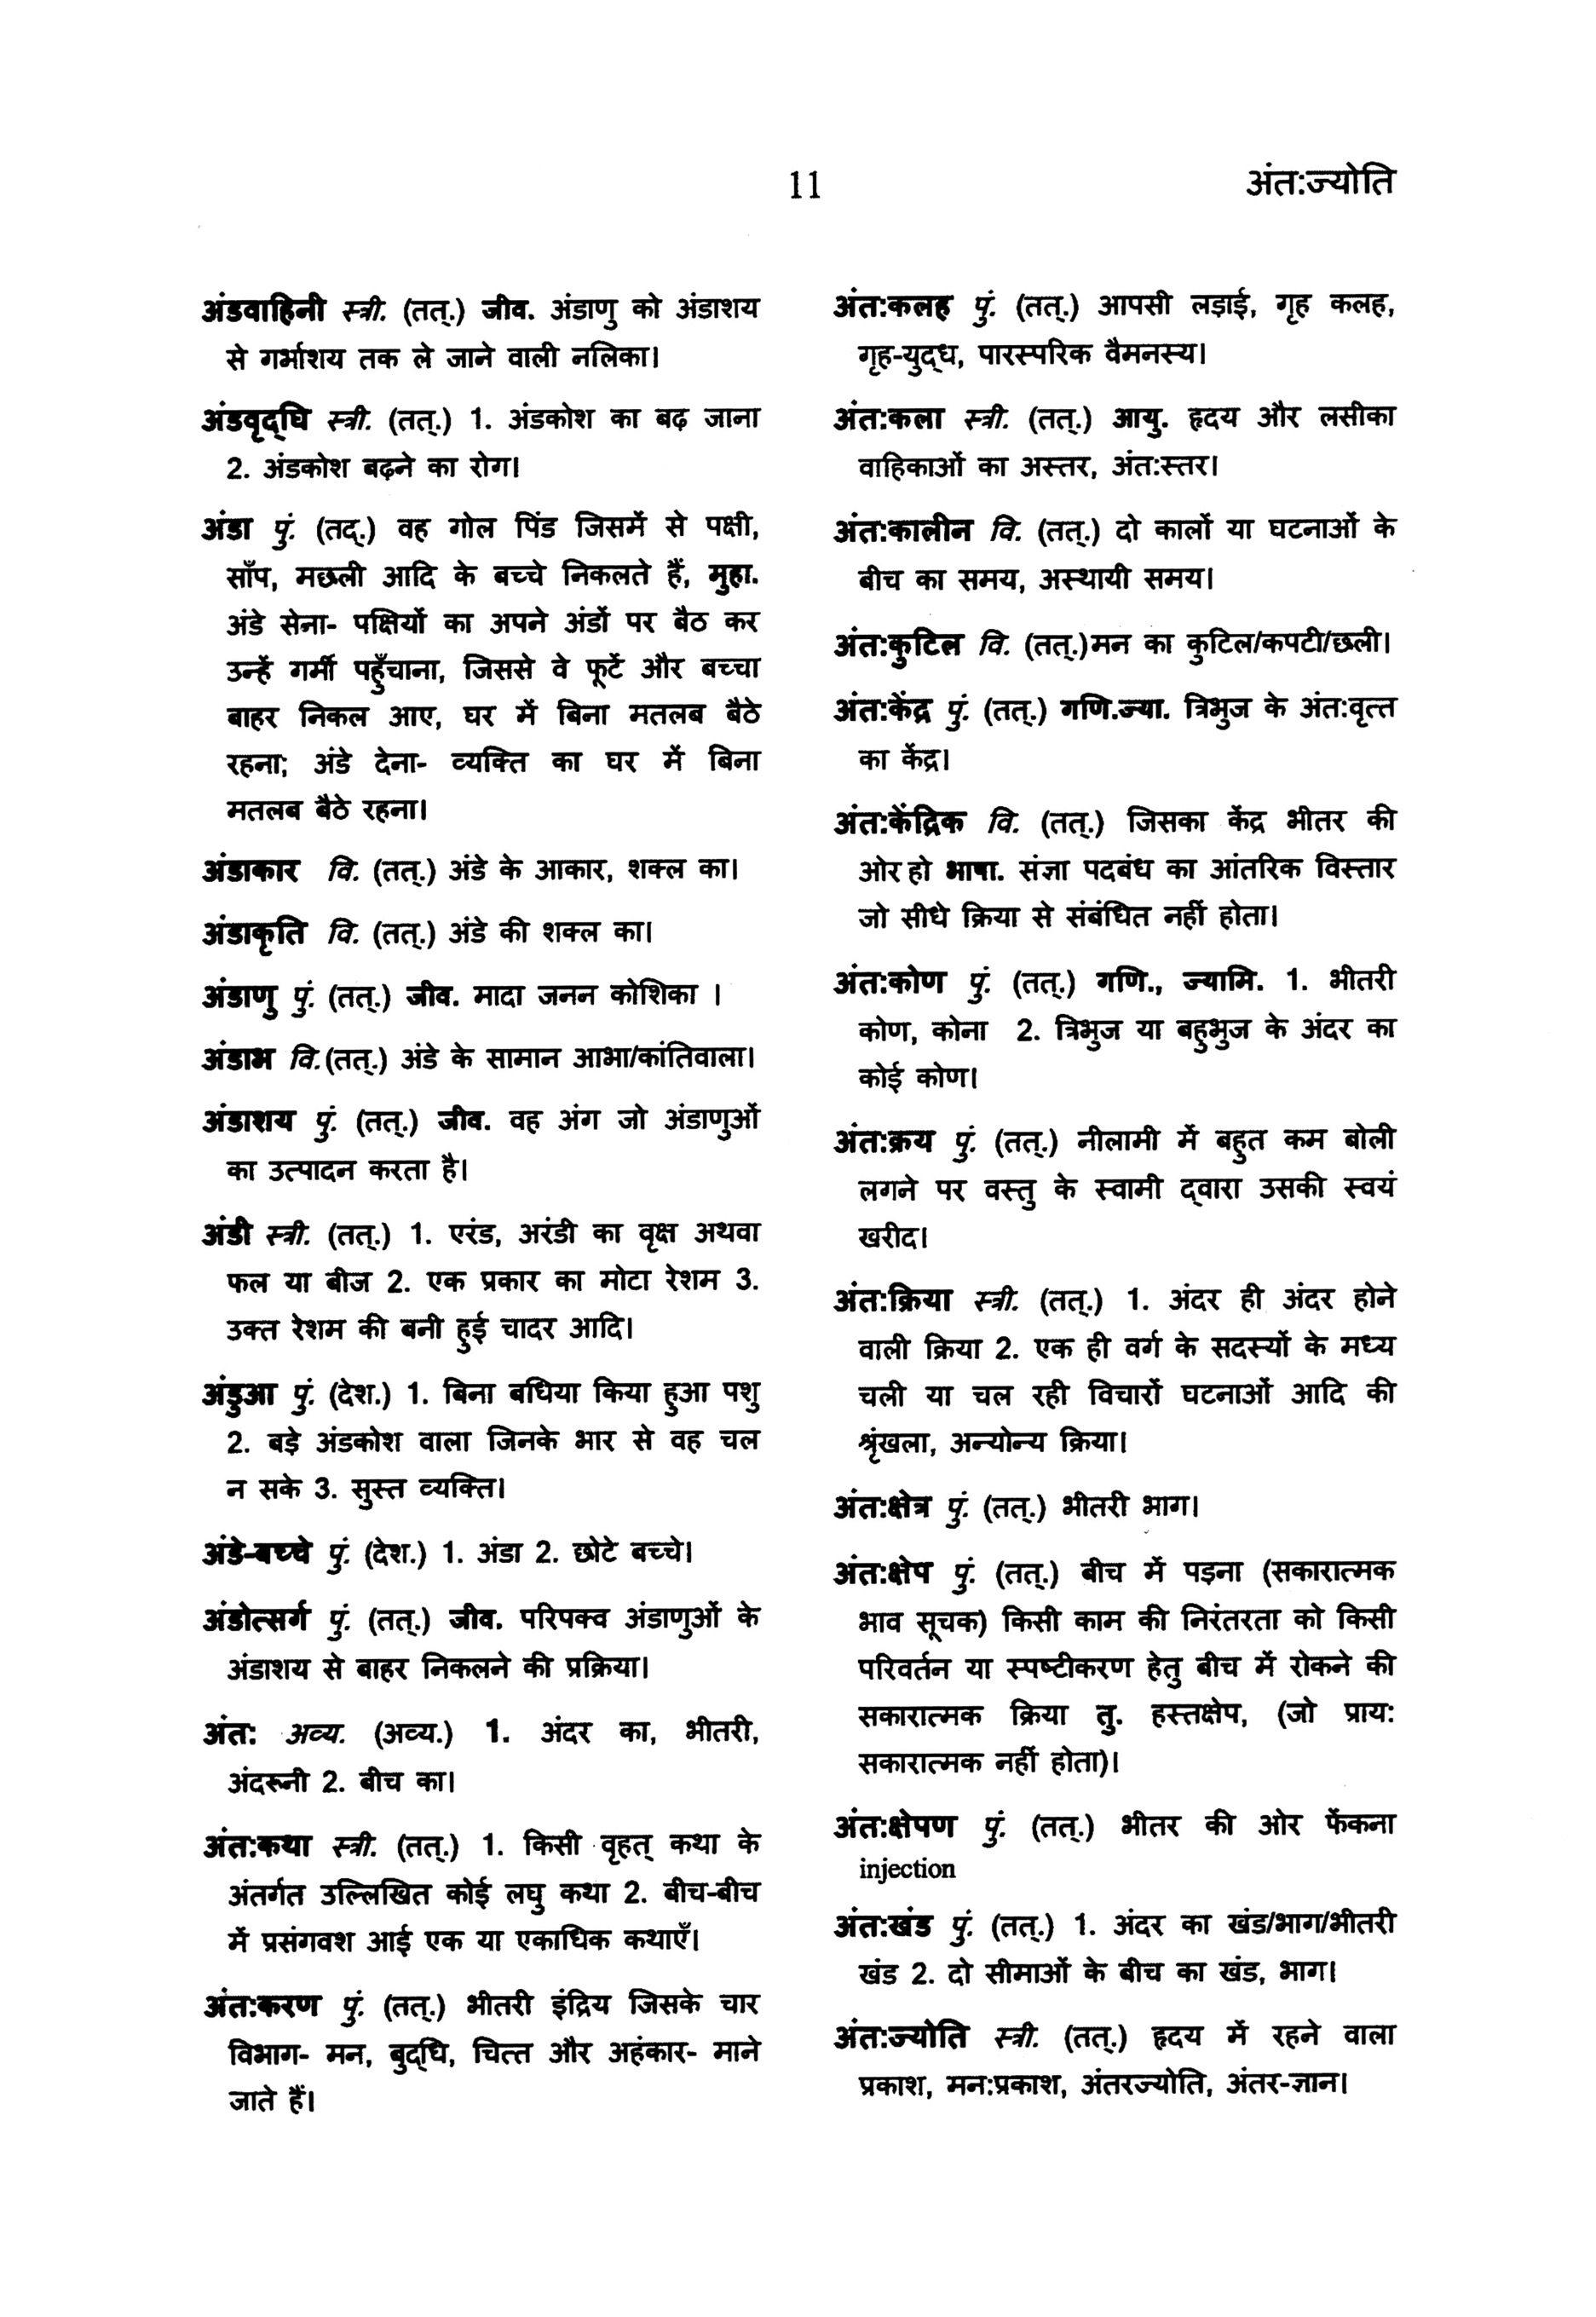 11
अंत:ज्योति
अंडवाहिनी स्त्री. (तत्.) जीव. अंडाणु को अंडाशय
से गर्भाशय तक ले जाने वाली नलिका।
अंडवृद्धि स्त्री. (तत्.) 1. अंडकोश का बढ़ जाना
2. अंडकोश बढ़ने का रोग।
अंडा पुं. (तद्.) वह गोल पिंड जिसमें से पक्षी,
साँप, मछली आदि के बच्चे निकलते हैं, मुहा.
अंडे सेना- पक्षियों का अपने अंडों पर बैठ कर
उन्हें गर्मी पहुँचाना, जिससे वे फूटें और बच्चा
बाहर निकल आए, घर में बिना मतलब बैठे
रहना; अंडे देना- व्यक्ति का घर में बिना
मतलब बैठे रहना।
अंडाकार वि. (तत्.) अंडे के आकार, शक्ल का।
अंडाकृति वि. (तत्.) अंडे की शक्ल का।
अंडाणु पुं. (तत्.) जीव. मादा जनन कोशिका ।
अंडाभ वि.(तत्.) अंडे के सामान आभा/कांतिवाला।
अंडाशय पुं. (तत्.) जीव. वह अंग जो अंडाणुओं
का उत्पादन करता है।
अंडी स्त्री. (तत्.) 1. एरंड, अरंडी का वृक्ष अथवा
फल या बीज 2. एक प्रकार का मोटा रेशम 3.
उक्त रेशम की बनी हुई चादर आदि।
अंडुआ पुं. (देश.) 1. बिना बधिया किया हुआ पशु
2. बड़े अंडकोश वाला जिनके भार से वह चल
न सके 3. सुस्त व्यक्ति।
अंडे-बच्चे पुं. (देश.) 1. अंडा 2. छोटे बच्चे।
अंडोत्सर्ग पुं. (तत्.) जीव. परिपक्व अंडाणुओं के
अंडाशय से बाहर निकलने की प्रक्रिया।
अंत: अव्य. (अव्य.) 1. अंदर का, भीतरी,
अंदरूनी 2. बीच का।
अंत:कथा स्त्री. (तत्.) 1. किसी वृहत् कथा के
अंतर्गत उल्लिखित कोई लघु कथा 2. बीच-बीच
में प्रसंगवश आई एक या एकाधिक कथाएँ।
अंत:करण पुं. (तत्.) भीतरी इंद्रिय जिसके चार
विभाग- मन, बुद्धि, चित्त और अहंकार- माने
जाते हैं।
अंत:कलह पुं. (तत्.) आपसी लड़ाई, गृह कलह,
गृह-युद्ध, पारस्परिक वैमनस्य।
अंत:कला स्त्री. (तत्.) आयु. हृदय और लसीका
वाहिकाओं का अस्तर, अंत:स्तर।
अंत:कालीन वि. (तत्.) दो कालों या घटनाओं के
बीच का समय, अस्थायी समय।
अंत:कुटिल वि. (तत्.)मन का कुटिल/कपटी/छली।
अंत:केंद्र पुं. (तत्.) गणि.ज्या. त्रिभुज के अंत:वृत्त
का केंद्र।
अंत:केंद्रिक वि. (तत्.) जिसका केंद्र भीतर की
ओर हो भाषा. संज्ञा पदबंध का आंतरिक विस्तार
जो सीधे क्रिया से संबंधित नहीं होता।
अंत:कोण पुं. (तत्.) गणि., ज्यामि. 1. भीतरी
कोण, कोना 2. त्रिभुज या बहुभुज के अंदर का
कोई कोण।
अंत:क्रय पुं. (तत्.) नीलामी में बहुत कम बोली
लगने पर वस्तु के स्वामी द्वारा उसकी स्वयं
खरीद।
अंत:क्रिया स्त्री. (तत्.) 1. अंदर ही अंदर होने
वाली क्रिया 2. एक ही वर्ग के सदस्यों के मध्य
चली या चल रही विचारों घटनाओं आदि की
श्रृंखला, अन्योन्य क्रिया।
अंत:क्षेत्र पुं. (तत्.) भीतरी भाग।
अंत:क्षेप पुं. (तत्.) बीच में पड़ना (सकारात्मक
भाव सूचक) किसी काम की निरंतरता को किसी
परिवर्तन या स्पष्टीकरण हेतु बीच में रोकने की
सकारात्मक क्रिया तु. हस्तक्षेप, (जो प्राय:
सकारात्मक नहीं होता)।
अंत:क्षेपण पुं. (तत्.) भीतर की ओर फेंकना
injection
अंत:खंड पुं. (तत्.) 1. अंदर का खंड/भाग/भीतरी
खंड 2. दो सीमाओं के बीच का खंड, भाग।
अंत:ज्योति स्त्री. (तत्.) हृदय में रहने वाला
प्रकाश, मन:प्रकाश, अंतरज्योति, अंतर-ज्ञान।